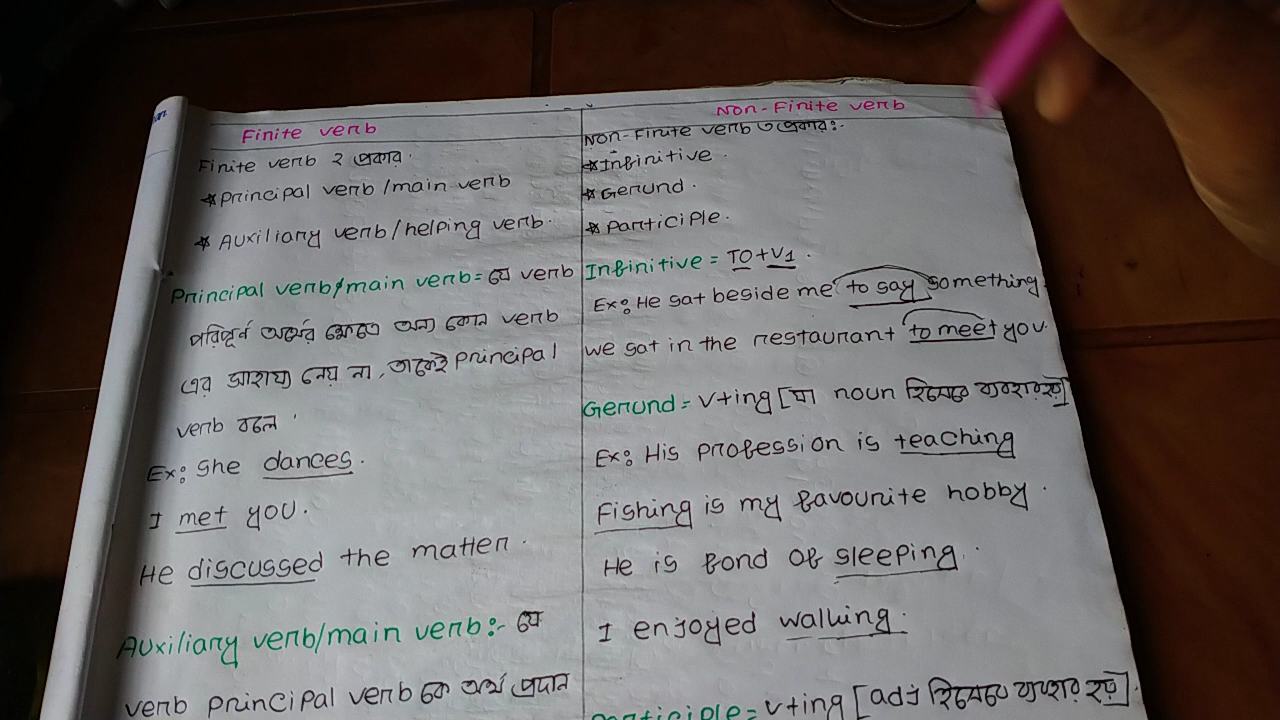 Finite verb
Finite verb ২ প্রকার.
*Principal verb/main verb
*Auxiliary verb/helping verb.
Principal verb/main verb= যে verb
পরিপূর্ণ অর্থের ক্ষেত্রে অন্য কোন verb
এর সাহায্য নেয় না, তাকেই principal
verb বলে.
Ex: She dances.
I met you.
He discussed the matter.
Auxiliary verb/main verb:- যে
verb principal verb কে অর্থ প্রদান
Non-Finite verb
Non-Finite verb ৩ প্রকার:-
*Infinitive.
*Gerund.
*Participle.
Infinitive = To+V1.
Ex: He sat beside me to say something.
we sat in the restaurant to meet you.
Gerund = v+ing [যা noun হিসেবে ব্যবহার হয়]
Ex: His profession is teaching
Fishing is my favourite hobby.
He is fond of sleeping.
I enjoyed walking.
Participle = v+ing [adj হিসেবে ব্যবহার হয়].